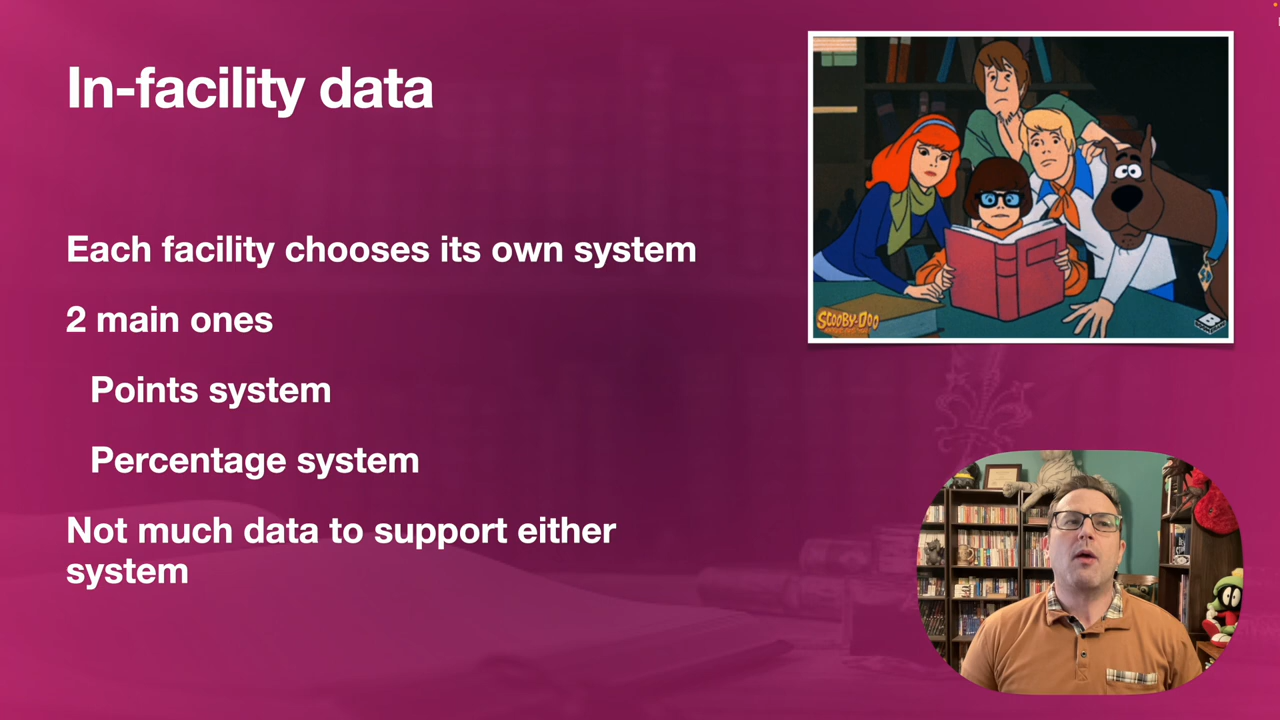 In-facility data
Each facility chooses its own system
2 main ones
Points system
Percentage system
Not much data to support either
system
SCOOBY-DOO